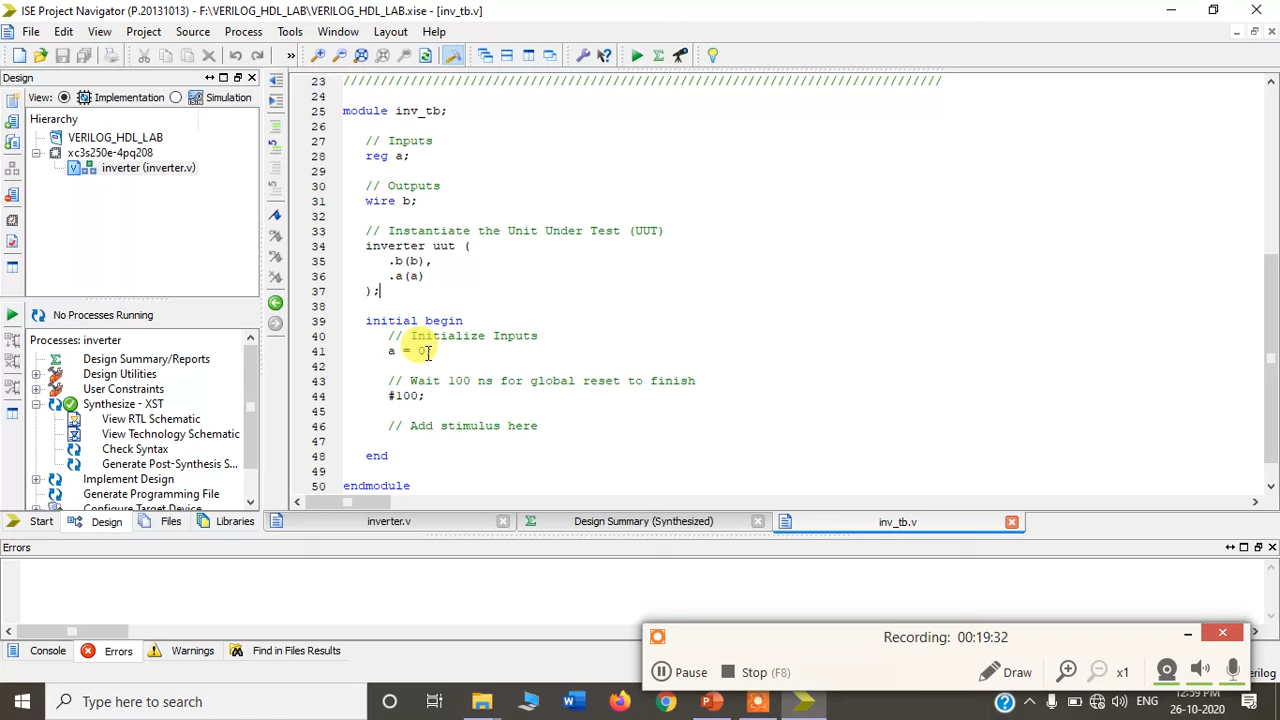 ISE Project Navigator (P.20131013) - F:\VERILOG_HDL_LAB\VERILOG_HDL_LAB.xise - [inv_tb.v]
File Edit View Project Source Process Tools Window Layout Help
Design
View: Implementation Simulation
Hierarchy
VERILOG_HDL_LAB
xc3s250e-4pq208
inverter (inverter.v)
No Processes Running
Processes: inverter
Design Summary/Reports
Design Utilities
User Constraints
Synthesize - XST
View RTL Schematic
View Technology Schematic
Check Syntax
Generate Post-Synthesis S...
Implement Design
Generate Programming File
Configure Target Device
Start Design Files Libraries
23 ////////////////////////////////////////////////////////////////////////////////
24
25 module inv_tb;
26
27 // Inputs
28 reg a;
29
30 // Outputs
31 wire b;
32
33 // Instantiate the Unit Under Test (UUT)
34 inverter uut (
35 .b(b),
36 .a(a)
37 );
38
39 initial begin
40 // Initialize Inputs
41 a = 0
42
43 // Wait 100 ns for global reset to finish
44 #100;
45
46 // Add stimulus here
47
48 end
49
50 endmodule
inverter.v Design Summary (Synthesized) inv_tb.v
Errors
Console Errors Warnings Find in Files Results
Recording: 00:19:32
Pause Stop (F8) Draw x1
Verilog
Type here to search
ENG
12:59 PM
26-10-2020